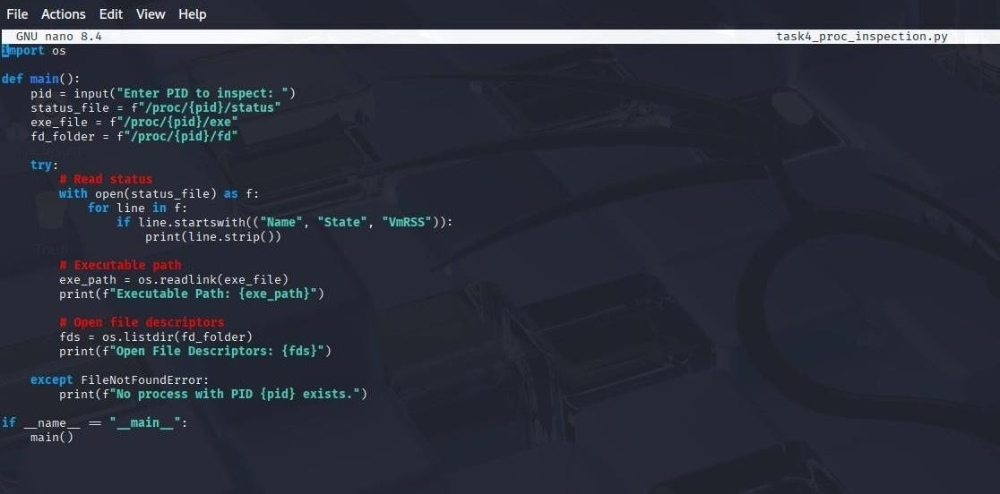 File Actions Edit View Help
GNU nano 8.4 task4_proc_inspection.py
import os
def main():
    pid = input("Enter PID to inspect: ")
    status_file = f"/proc/{pid}/status"
    exe_file = f"/proc/{pid}/exe"
    fd_folder = f"/proc/{pid}/fd"
    try:
        # Read status
        with open(status_file) as f:
            for line in f:
                if line.startswith(("Name", "State", "VmRSS")):
                    print(line.strip())
        # Executable path
        exe_path = os.readlink(exe_file)
        print(f"Executable Path: {exe_path}")
        # Open file descriptors
        fds = os.listdir(fd_folder)
        print(f"Open File Descriptors: {fds}")
    except FileNotFoundError:
        print(f"No process with PID {pid} exists.")
if __name__ == "__main__":
    main()
Trash